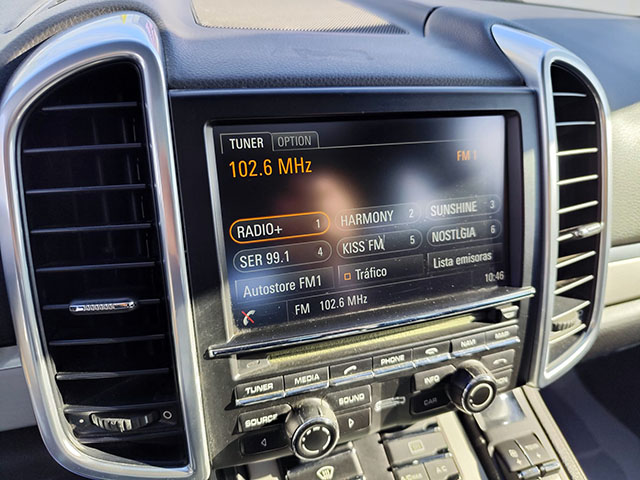 TUNER OPTION
102.6 MHz FM 1
RADIO+ 1 HARMONY 2 SUNSHINE 3
SER 99.1 4 KISS FM 5 NOSTLGIA 6
Autostore FM1 Tráfico Lista emisoras
FM 102.6 MHz 10:46
TUNER MEDIA PHONE NAVI MAP
SOURCE SOUND INFO
CAR
A/C